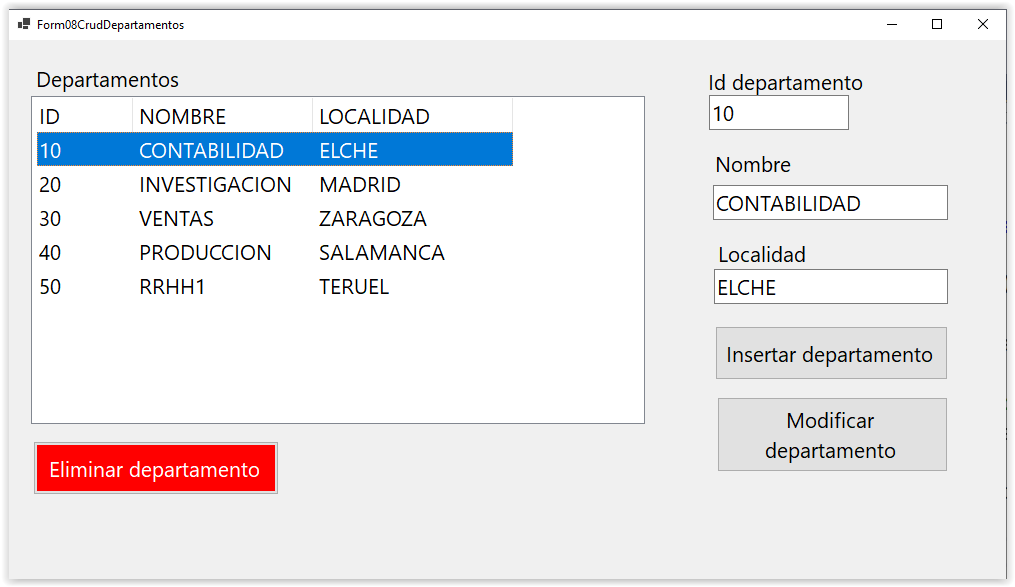 Form08CrudDepartamentos
Departamentos
ID NOMBRE LOCALIDAD
10 CONTABILIDAD ELCHE
20 INVESTIGACION MADRID
30 VENTAS ZARAGOZA
40 PRODUCCION SALAMANCA
50 RRHH1 TERUEL
Eliminar departamento
Id departamento
10
Nombre
CONTABILIDAD
Localidad
ELCHE
Insertar departamento
Modificar
departamento